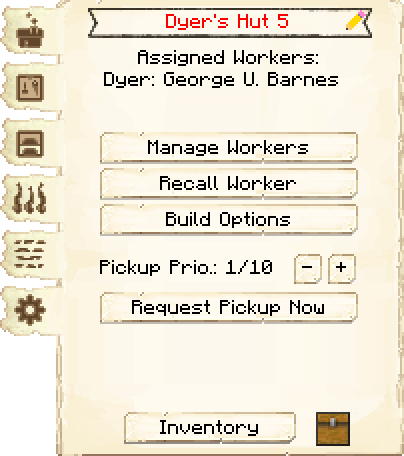 Dyer's Hut 5
Assigned Workers:
Dyer: George U. Barnes
Manage Workers
Recall Worker
Build Options
Pickup Prio.: 1/10 - +
Request Pickup Now
Inventory